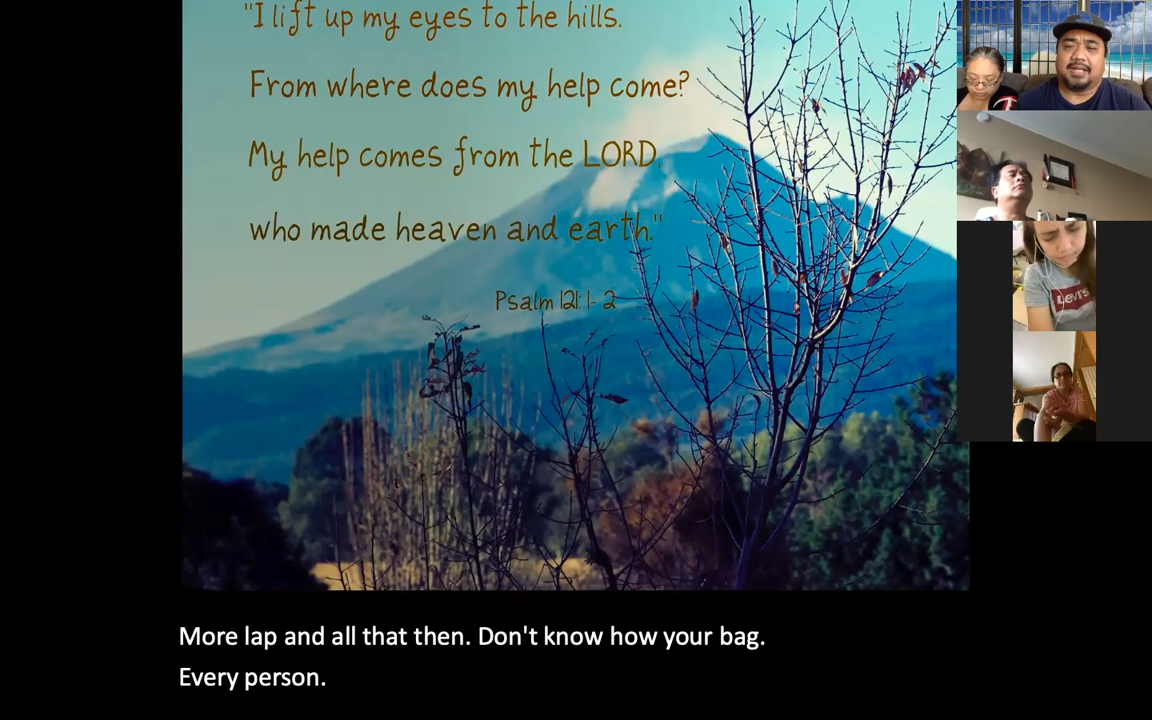 "I lift up my eyes to the hills.
From where does my help come?
My help comes from the LORD,
who made heaven and earth."
Psalm 121: 1- 2
LEVI'S
More lap and all that then. Don't know how your bag.
Every person.